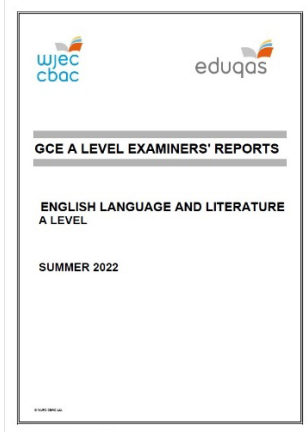 wjec
cbac
eduqas
GCE A LEVEL EXAMINERS' REPORTS
ENGLISH LANGUAGE AND LITERATURE
A LEVEL
SUMMER 2022